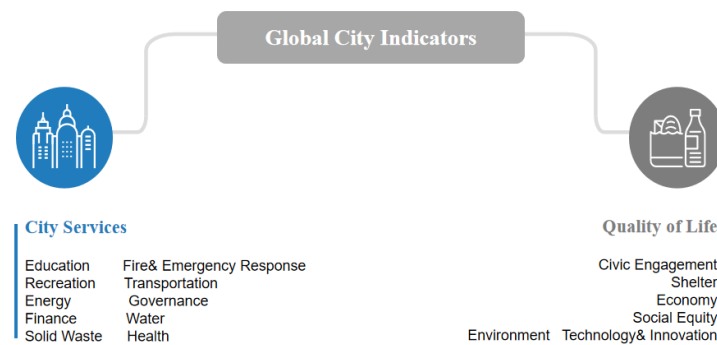 Global City Indicators
City Services
Education Fire& Emergency Response
Recreation Transportation
Energy Governance
Finance Water
Solid Waste Health
Quality of Life
Civic Engagement
Shelter
Economy
Social Equity
Environment Technology& Innovation